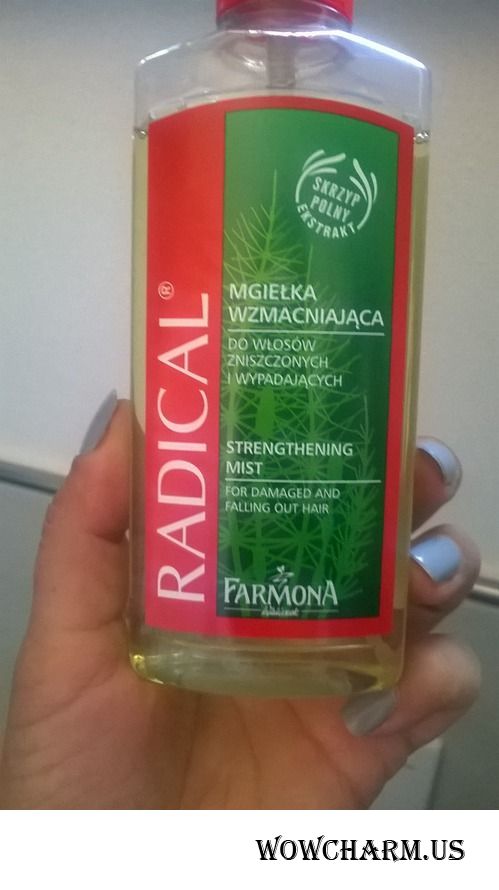 SKRZYP
POLNY
EKSTRAKT
MGIEŁKA
WZMACNIAJĄCA
DO WŁOSÓW
ZNISZCZONYCH
I WYPADAJĄCYCH
STRENGTHENING
MIST
FOR DAMAGED AND
FALLING OUT HAIR
RADICAL®
FARMONA
WOWCHARM.US